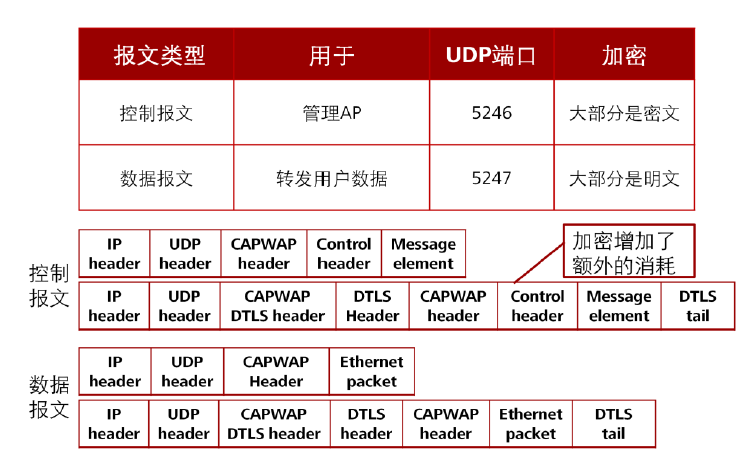 报文类型 用于 UDP端口 加密
控制报文 管理AP 5246 大部分是密文
数据报文 转发用户数据 5247 大部分是明文
加密增加了
额外的消耗
控制
报文
IP UDP CAPWAP Control Message
header header header header element
IP UDP CAPWAP DTLS CAPWAP Control Message DTLS
header header DTLS header Header header header element tail
数据
报文
IP UDP CAPWAP Ethernet
header header Header packet
IP UDP CAPWAP DTLS CAPWAP Ethernet DTLS
header header DTLS header header header packet tail